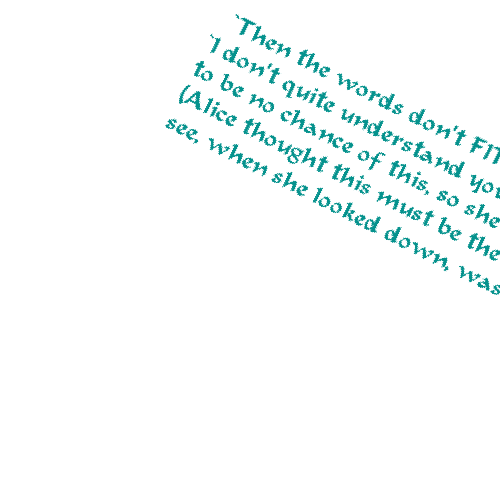 `Then the words don't FIT
`I don't quite understand you
to be no chance of this, so she
(Alice thought this must be the
see, when she looked down, was